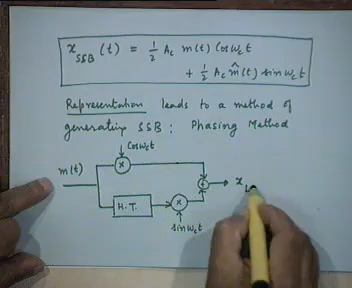 x_SSB (t) = 1/2 A_c m(t) Cos ω_c t
+ 1/2 A_c m̂(t) sin ω_c t
Representation leads to a method of
generating SSB : Phasing Method
Cos ω_c t
m(t)
×
+
x
H.T.
×
sin ω_c t